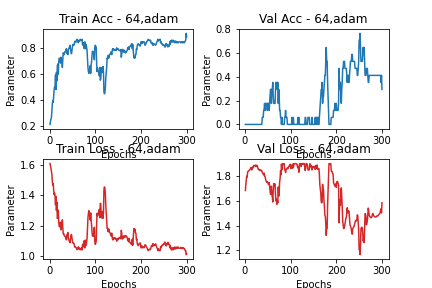 Train Acc - 64,adam
Val Acc - 64,adam
Parameter
0.8
0.6
0.4
0.2
0
100
200
300
Epochs
Parameter
0.8
0.6
0.4
0.2
0.0
0
100
200
300
Epochs
Train Loss - 64,adam
Val Loss - 64,adam
Parameter
1.6
1.4
1.2
1.0
0
100
200
300
Epochs
Parameter
1.8
1.6
1.4
1.2
0
100
200
300
Epochs